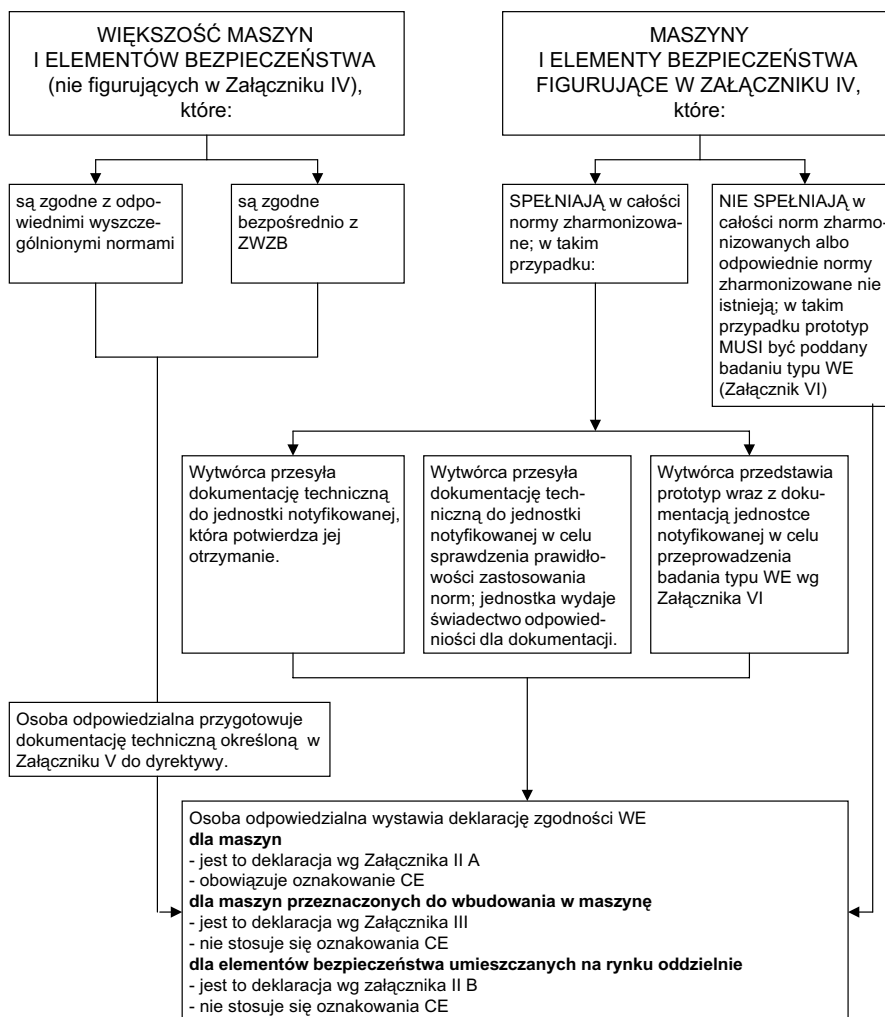 WIĘKSZOŚĆ MASZYN
I ELEMENTÓW BEZPIECZEŃSTWA
(nie figurujących w Załączniku IV),
które:
MASZYNY
I ELEMENTY BEZPIECZEŃSTWA
FIGURUJĄCE W ZAŁĄCZNIKU IV,
które:
są zgodne z odpo-
wiednimi wyszcze-
gólnionymi normami
są zgodne
bezpośrednio z
ZWZB
SPEŁNIAJĄ w całości
normy zharmonizowa-
ne; w takim
przypadku:
NIE SPEŁNIAJĄ w
całości norm zharmo-
nizowanych albo
odpowiednie normy
zharmonizowane nie
istnieją; w takim
przypadku prototyp
MUSI być poddany
badaniu typu WE
(Załącznik VI)
Wytwórca przesyła
dokumentację techniczną
do jednostki notyfikowanej,
która potwierdza jej
otrzymanie.
Wytwórca przesyła
dokumentację tech-
niczną do jednostki
notyfikowanej w celu
sprawdzenia prawidło-
wości zastosowania
norm; jednostka wydaje
świadectwo odpowied-
niości dla dokumentacji.
Wytwórca przedstawia
prototyp wraz z doku-
mentacją jednostce
notyfikowanej w celu
przeprowadzenia
badania typu WE wg
Załącznika VI
Osoba odpowiedzialna przygotowuje
dokumentację techniczną określoną w
Załączniku V do dyrektywy.
Osoba odpowiedzialna wystawia deklarację zgodności WE
dla maszyn
- jest to deklaracja wg Załącznika II A
- obowiązuje oznakowanie CE
dla maszyn przeznaczonych do wbudowania w maszynę
- jest to deklaracja wg Załącznika III
- nie stosuje się oznakowania CE
dla elementów bezpieczeństwa umieszczanych na rynku oddzielnie
- jest to deklaracja wg załącznika II B
- nie stosuje się oznakowania CE